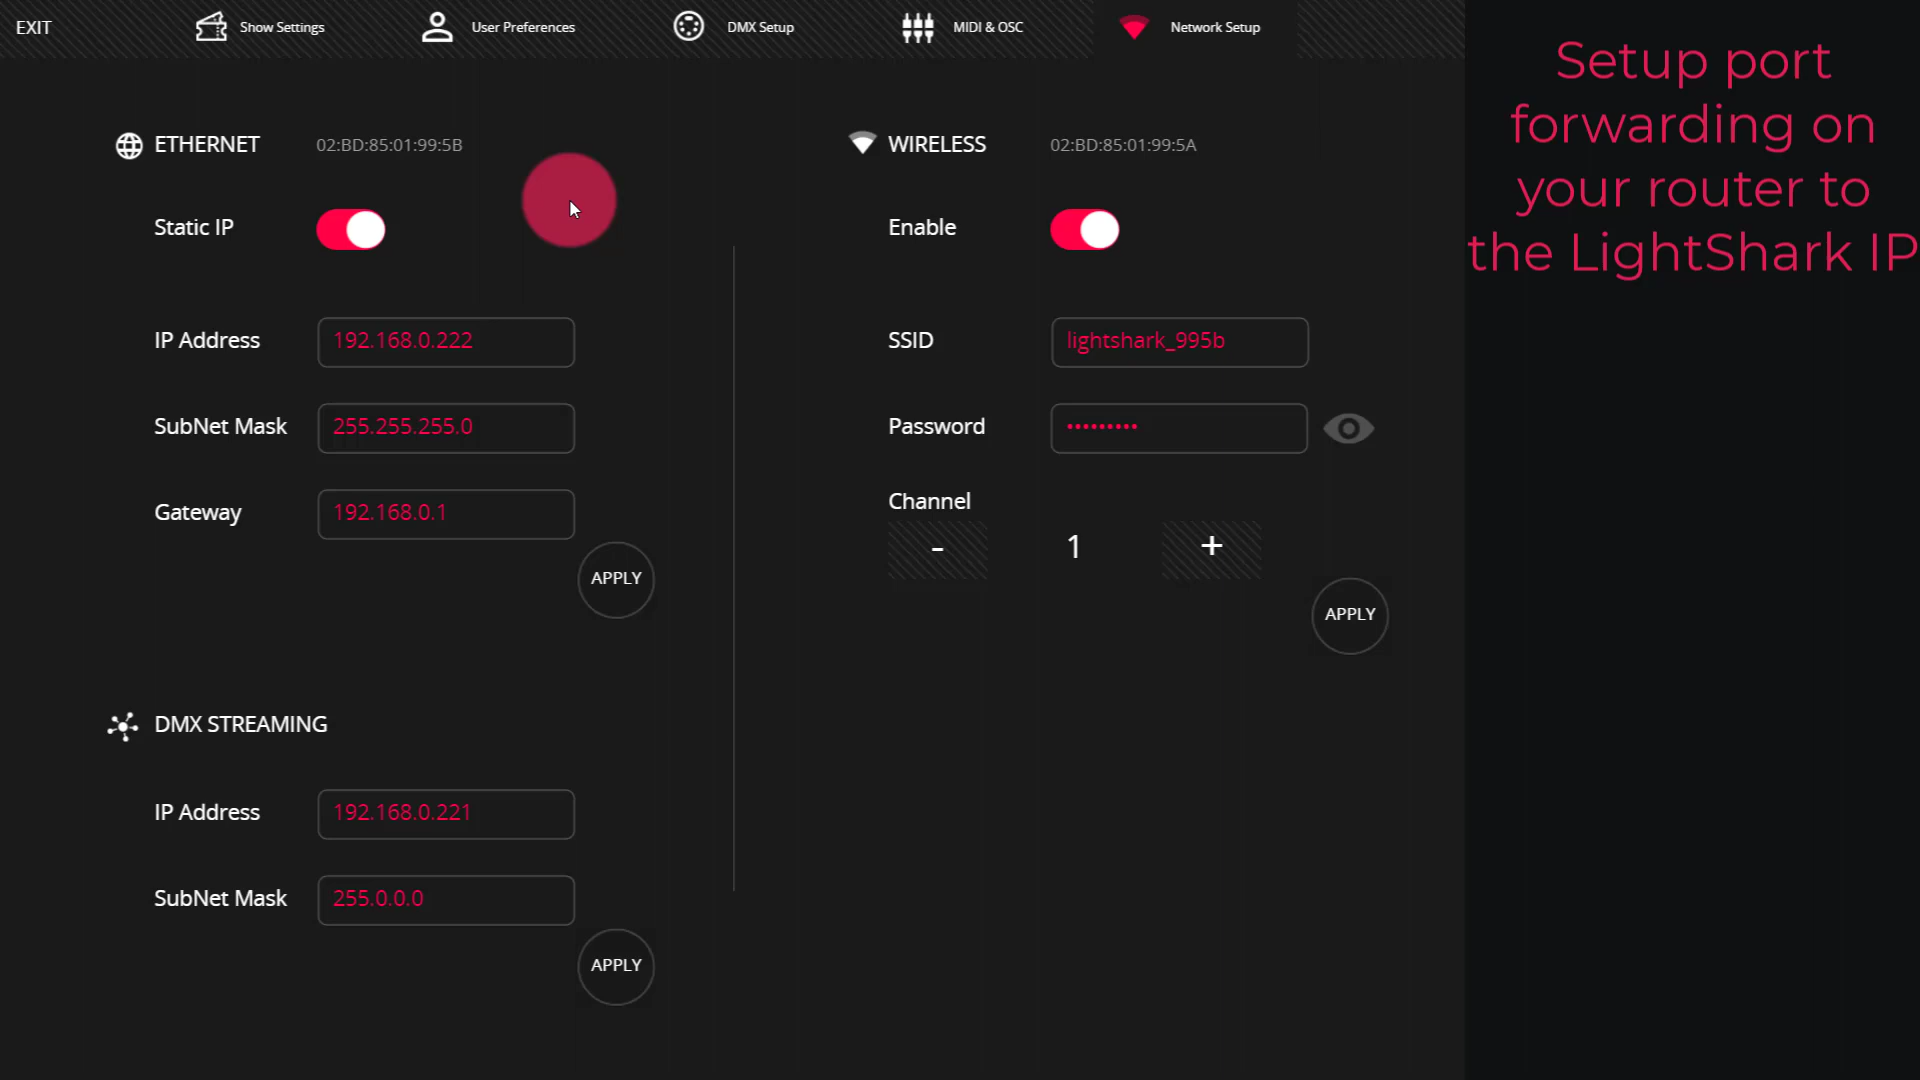 EXIT
Show Settings
User Preferences
DMX Setup
MIDI & OSC
Network Setup
Setup port
forwarding on
your router to
the LightShark IP
ETHERNET 02:BD:85:01:99:5B
Static IP
IP Address 192.168.0.222
SubNet Mask 255.255.255.0
Gateway 192.168.0.1
APPLY
DMX STREAMING
IP Address 192.168.0.221
SubNet Mask 255.0.0.0
APPLY
WIRELESS 02:BD:85:01:99:5A
Enable
SSID lightshark_995b
Password •••••••••
Channel
- 1 +
APPLY